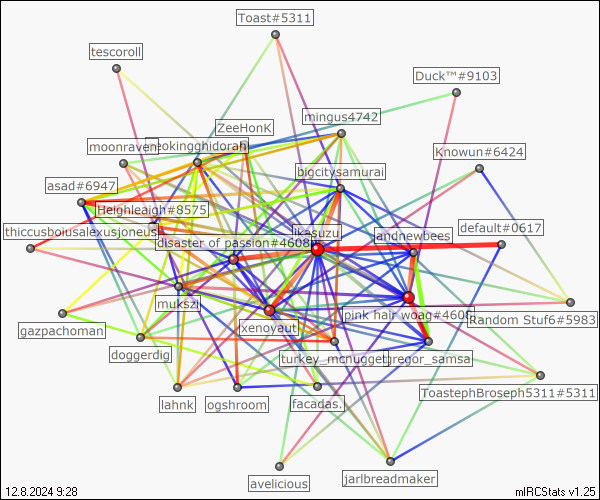 Toast#5311
tescoroll
Duck™#9103
mingus4742
ZeeHonk
moonraven
neokingghidorah
Knowun#6424
bigcitysamurai
asad#6947
Heighleaigh#8575
thiccusboiusalexusjoneus
likesuzu
andnewbees
default#0617
disaster of passion#4608
mukszi
xenoyaut
pink hair woag#4606
Random Stuf6#5983
gazpachoman
doggerdig
turkey_mcnugget
gregor_samsa
lahnk
ogshroom
facadas.
ToastephBroseph5311#5311
avelicious
jarlbreadmaker
12.8.2024 9:28
mIRCStats v1.25